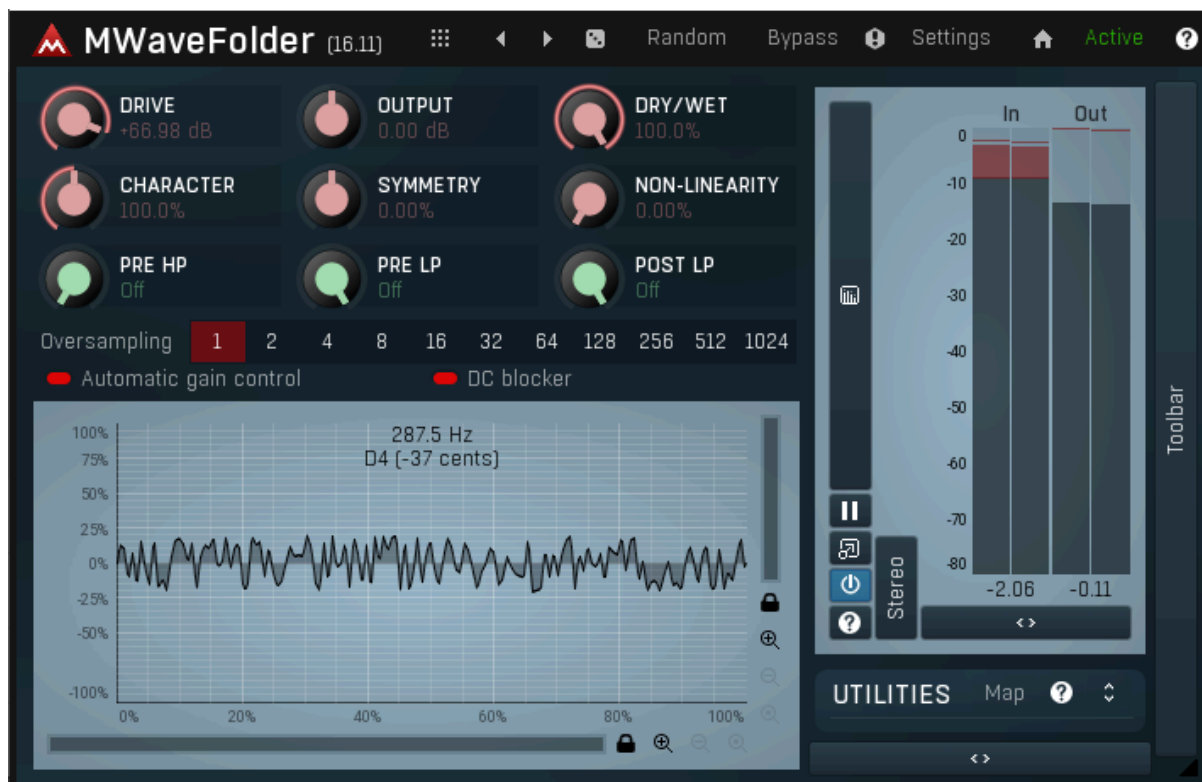 MWaveFolder (16.11) Random Bypass Settings Active
DRIVE
+66.98 dB
OUTPUT
0.00 dB
DRY/WET
100.0%
CHARACTER
100.0%
SYMMETRY
0.00%
NON-LINEARITY
0.00%
PRE HP
Off
PRE LP
Off
POST LP
Off
Oversampling 1 2 4 8 16 32 64 128 256 512 1024
Automatic gain control
DC blocker
287.5 Hz
D4 (-37 cents)
100%
75%
50%
25%
0%
-25%
-50%
-100%
0% 20% 40% 60% 80% 100%
In Out
0
-10
-20
-30
-40
-50
-60
-70
-80
-2.06 -0.11
Stereo
UTILITIES Map
Toolbar